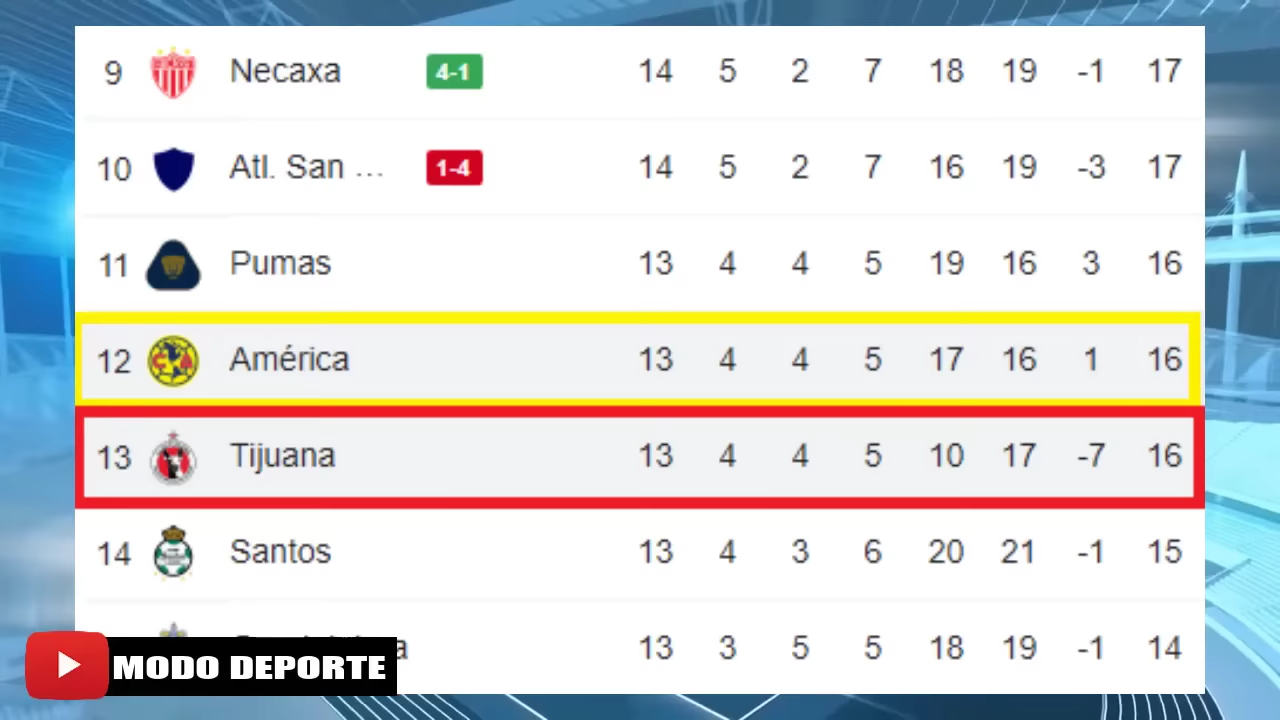 9 Necaxa 4-1 14 5 2 7 18 19 -1 17
10 Atl. San ... 1-4 14 5 2 7 16 19 -3 17
11 Pumas 13 4 4 5 19 16 3 16
12 América 13 4 4 5 17 16 1 16
13 Tijuana 13 4 4 5 10 17 -7 16
14 Santos 13 4 3 6 20 21 -1 15
13 3 5 5 18 19 -1 14
MODO DEPORTE